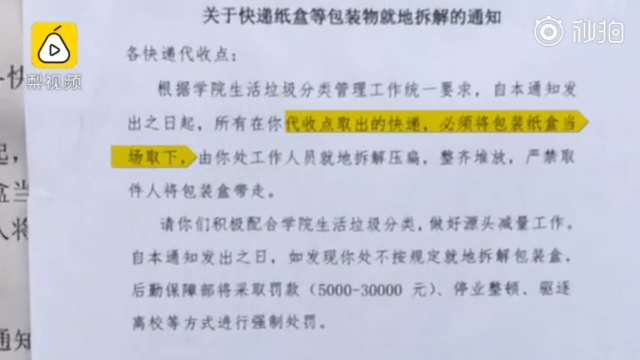 关于快递纸盒等包装物就地拆解的通知
秒拍
梨视频
各快递代收点：
根据学院生活垃圾分类管理工作统一要求，自本通知发
出之日起，所有在你代收点取出的快递，必须将包装纸盒当
场取下，由你处工作人员就地拆解压扁，整齐堆放，严禁取
件人将包装盒带走。
请你们积极配合学院生活垃圾分类，做好源头减量工作。
自本通知发出之日，如发现你处不按规定就地拆解包装盒，
后勤保障部将采取罚款（5000-30000 元）、停业整顿、驱逐
离校等方式进行强制处罚。
快
起，
盒当
人将
通知